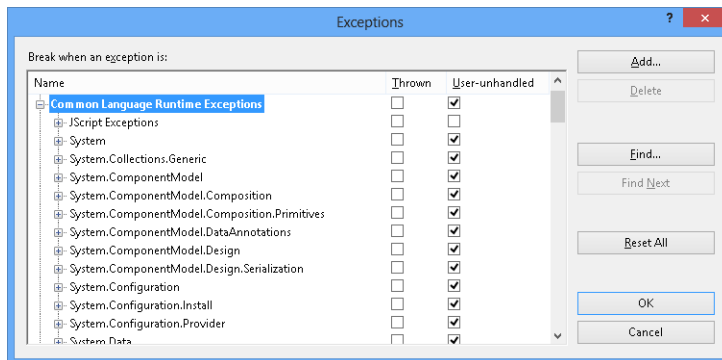 Exceptions
? ×
Break when an exception is:
Name Thrown User-unhandled
Common Language Runtime Exceptions
JScript Exceptions
System
System.Collections.Generic
System.ComponentModel
System.ComponentModel.Composition
System.ComponentModel.Composition.Primitives
System.ComponentModel.DataAnnotations
System.ComponentModel.Design
System.ComponentModel.Design.Serialization
System.Configuration
System.Configuration.Install
System.Configuration.Provider
System.Data
Add...
Delete
Find...
Find Next
Reset All
OK
Cancel